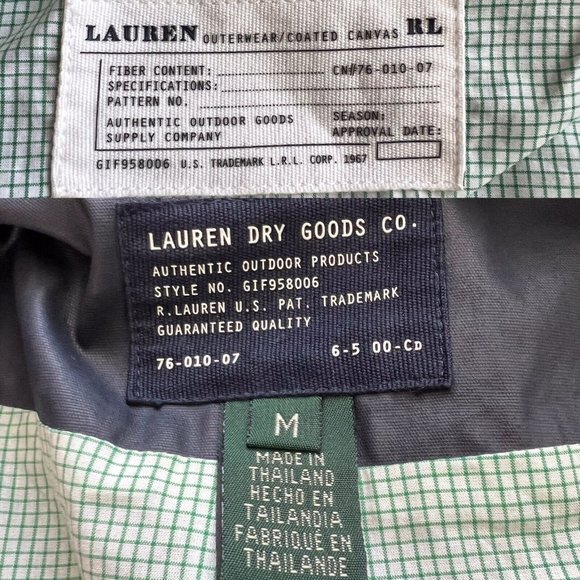 LAUREN OUTERWEAR/COATED CANVAS RL
FIBER CONTENT: CN#76-010-07
SPECIFICATIONS:
PATTERN NO.
AUTHENTIC OUTDOOR GOODS SEASON:
SUPPLY COMPANY APPROVAL DATE:
GIF958006 U.S. TRADEMARK L.R.L. CORP. 1967
LAUREN DRY GOODS CO.
AUTHENTIC OUTDOOR PRODUCTS
STYLE NO. GIF958006
R.LAUREN U.S. PAT. TRADEMARK
GUARANTEED QUALITY
76-010-07 6-5 00-CD
M
MADE IN
THAILAND
HECHO EN
TAILANDIA
FABRIQUÉ EN
THAILANDE